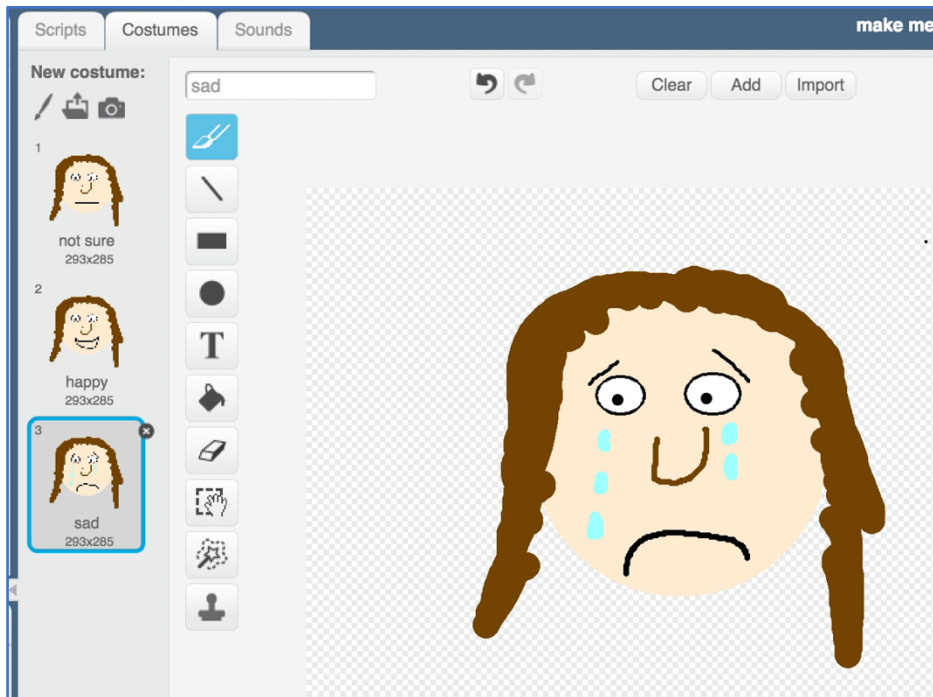 Scripts Costumes Sounds
make me
New costume:
sad
Clear Add Import
1
not sure
293x285
2
happy
293x285
3
sad
293x285
T